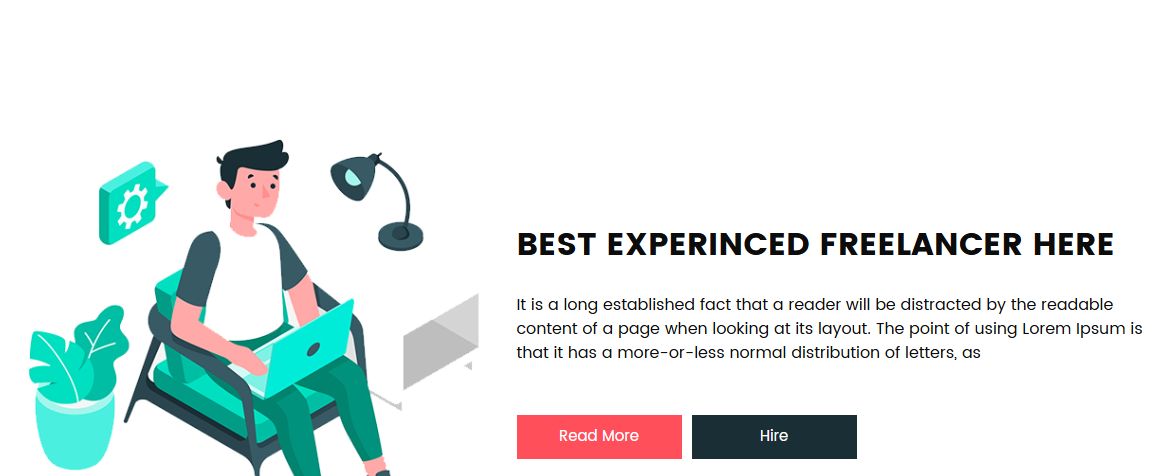 BEST EXPERINCED FREELANCER HERE
It is a long established fact that a reader will be distracted by the readable
content of a page when looking at its layout. The point of using Lorem Ipsum is
that it has a more-or-less normal distribution of letters, as
Read More
Hire